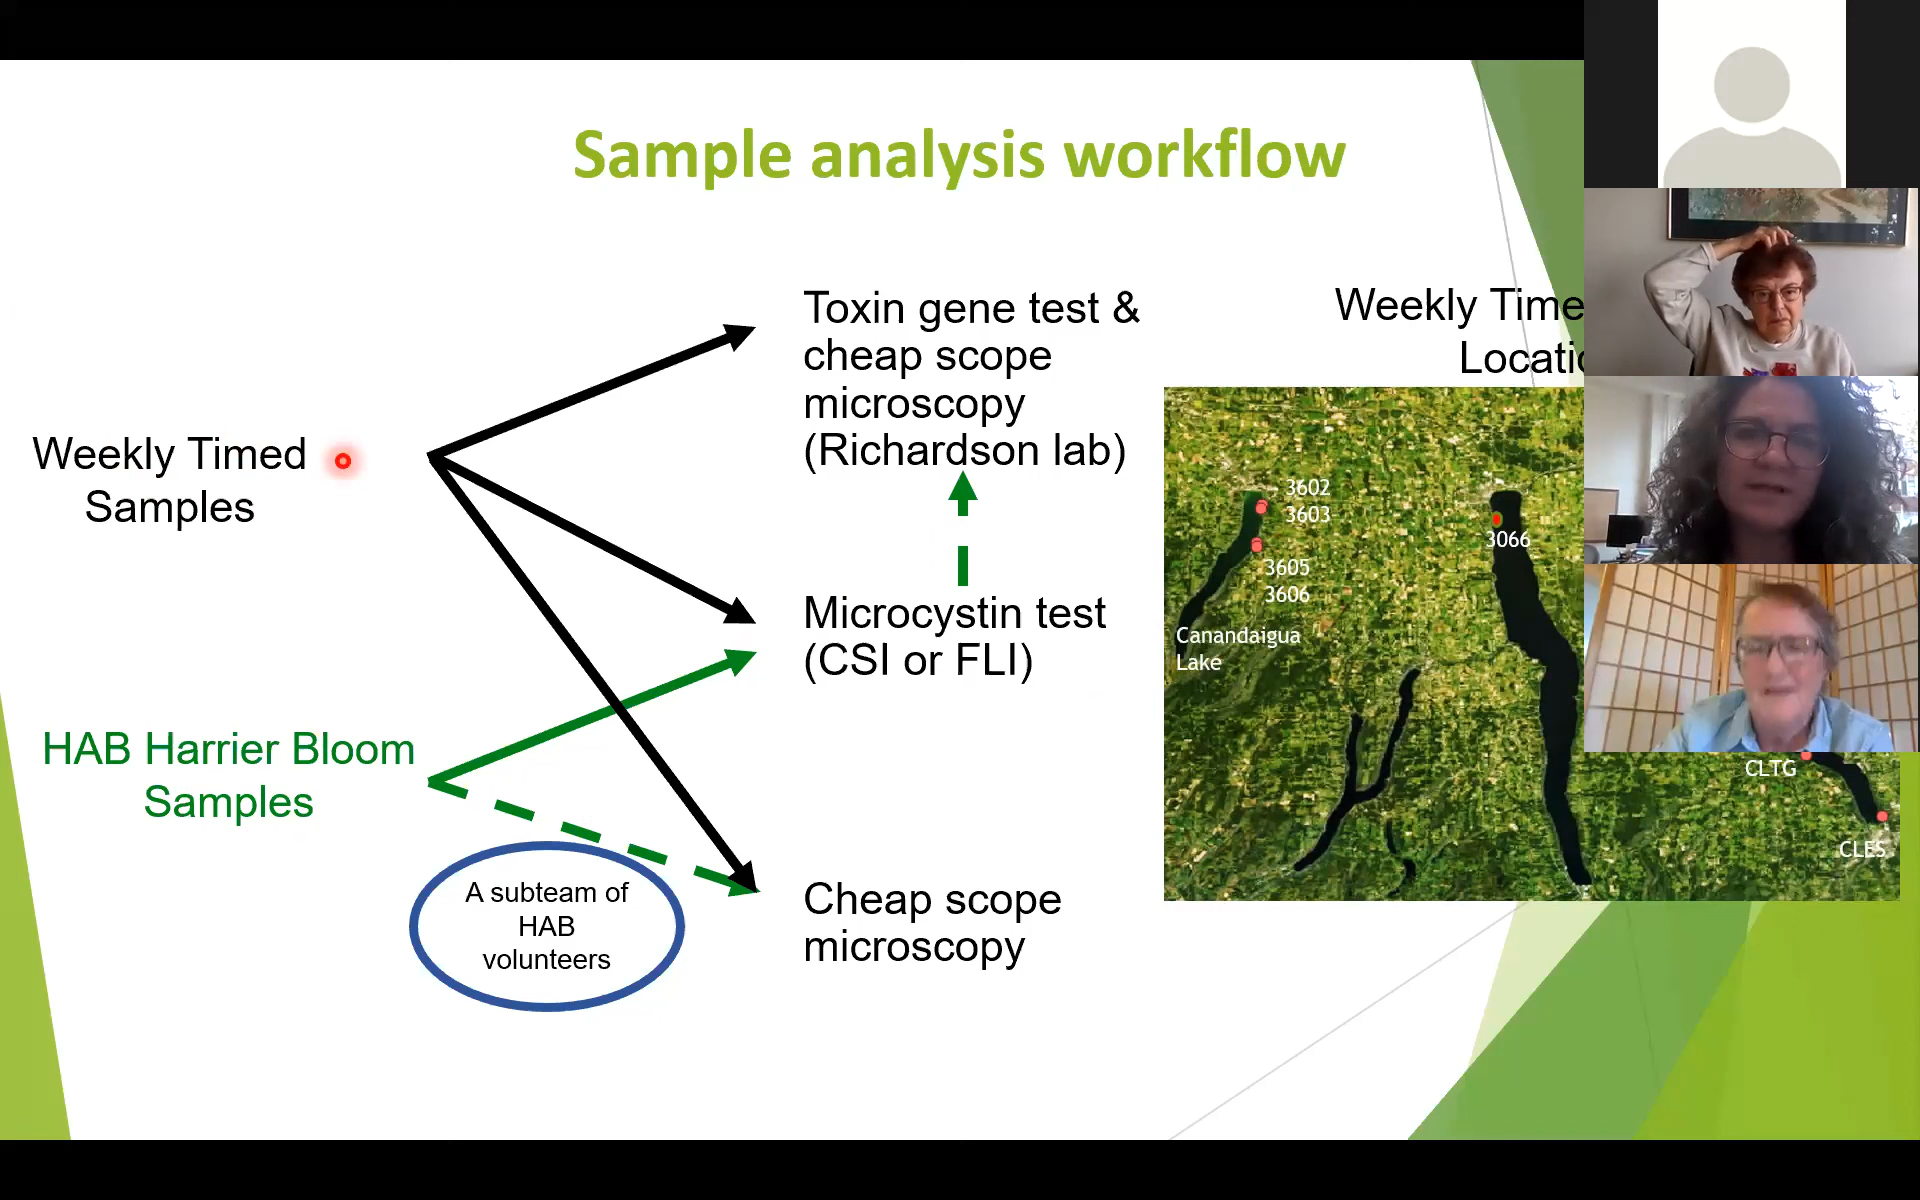 Sample analysis workflow
Weekly Timed
Samples
HAB Harrier Bloom
Samples
A subteam of
HAB
volunteers
Toxin gene test &
cheap scope
microscopy
(Richardson lab)
Microcystin test
(CSI or FLI)
Cheap scope
microscopy
Weekly Time
Locatio
3602
3603
3605
3606
Canandaigua
Lake
3066
CLTG
CLES